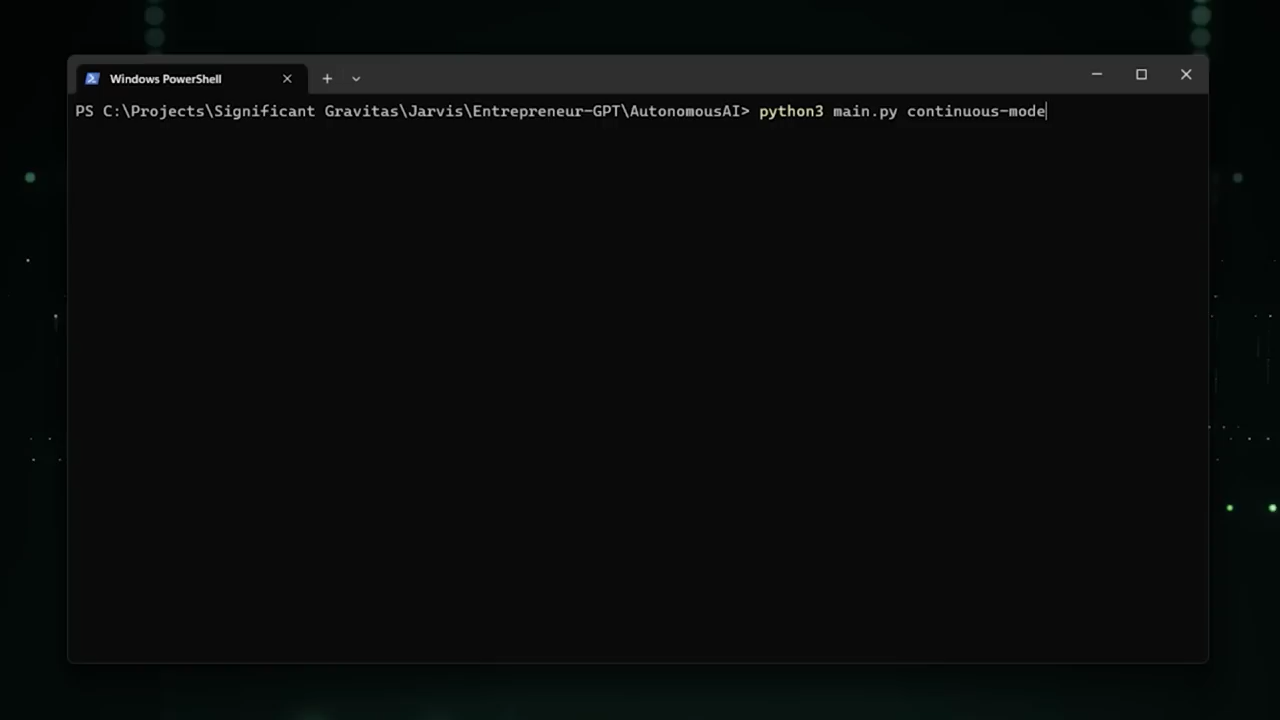 Windows PowerShell
PS C:\Projects\Significant Gravitas\Jarvis\Entrepreneur-GPT\AutonomousAI> python3 main.py continuous-mode